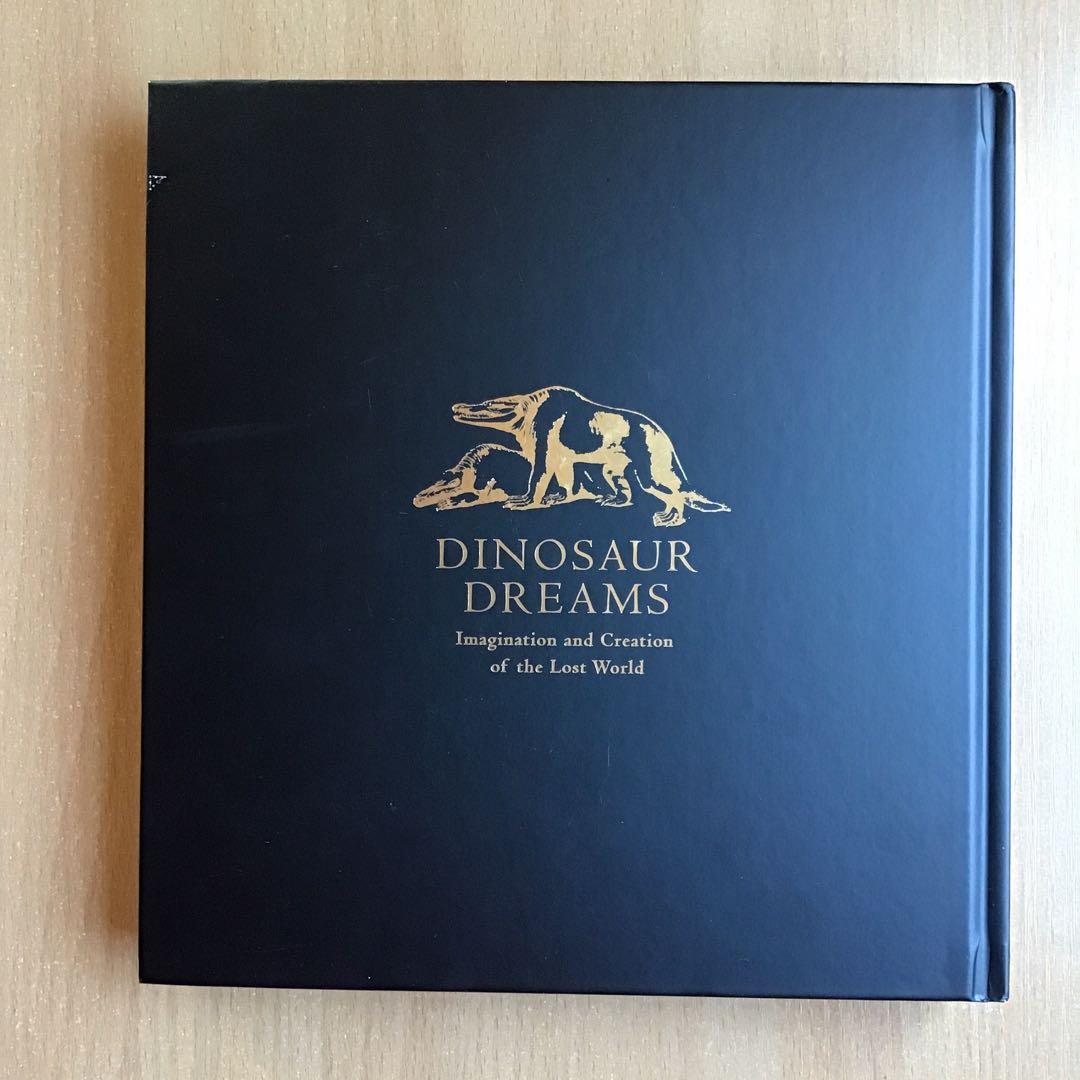 DINOSAUR
DREAMS
Imagination and Creation
of the Lost World